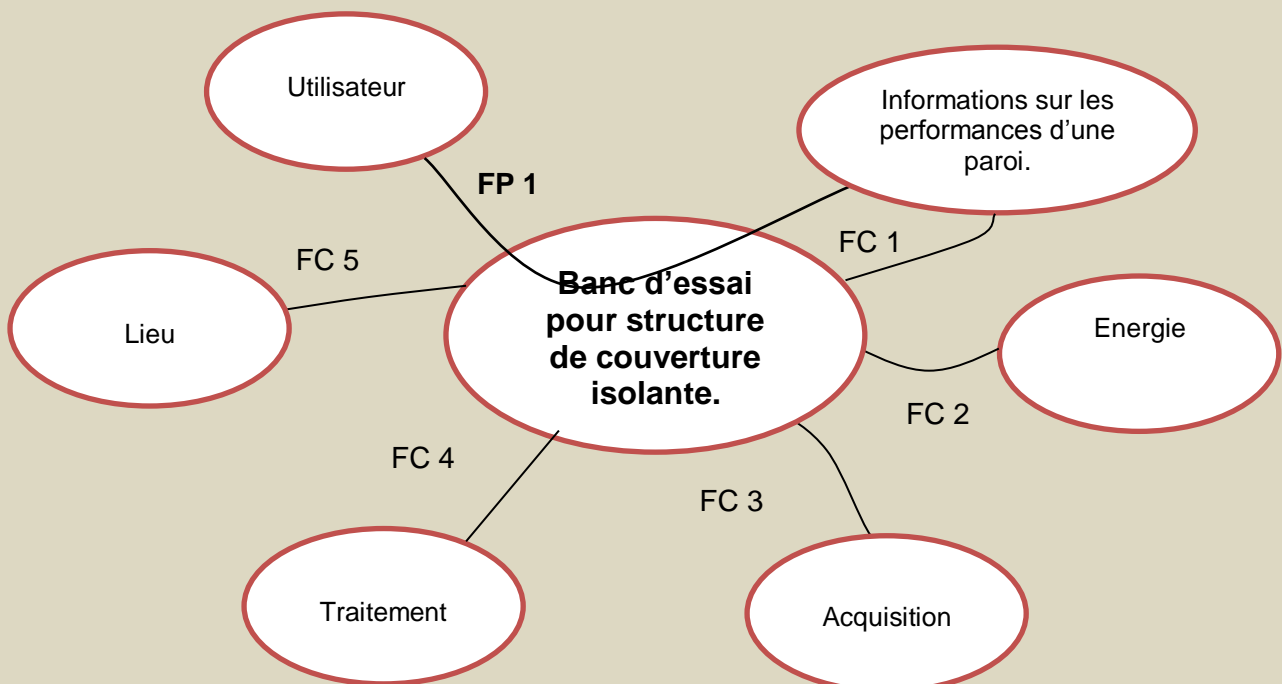 Utilisateur
Informations sur les
performances d'une
paroi.
FP 1
FC 1
FC 5
Banc d'essai
pour structure
de couverture
isolante.
Lieu
Energie
FC 2
FC 4
FC 3
Traitement
Acquisition